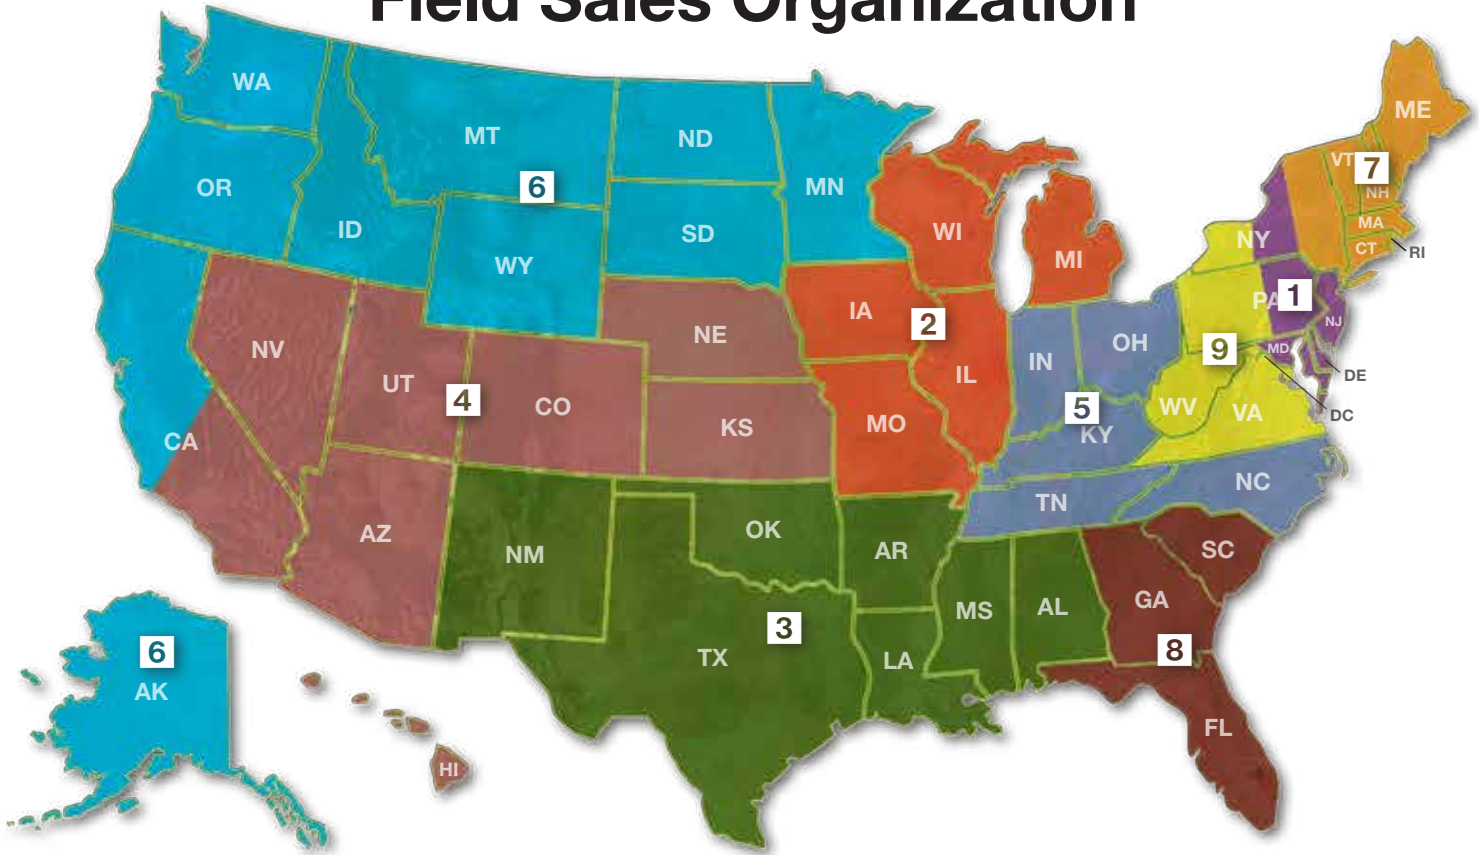 Field Sales Organization
WA
MT
ND
MN
OR
ID
6
WY
SD
WI
MI
ME
VT
7
NH
MA
CT
RI
NY
PA
1
NJ
NV
UT
4
CO
NE
KS
IA
2
IL
MO
IN
OH
5
KY
9
MD
DE
DC
WV
VA
CA
AZ
NM
OK
AR
TN
NC
SC
TX
3
LA
MS
AL
GA
8
FL
6
AK
HI